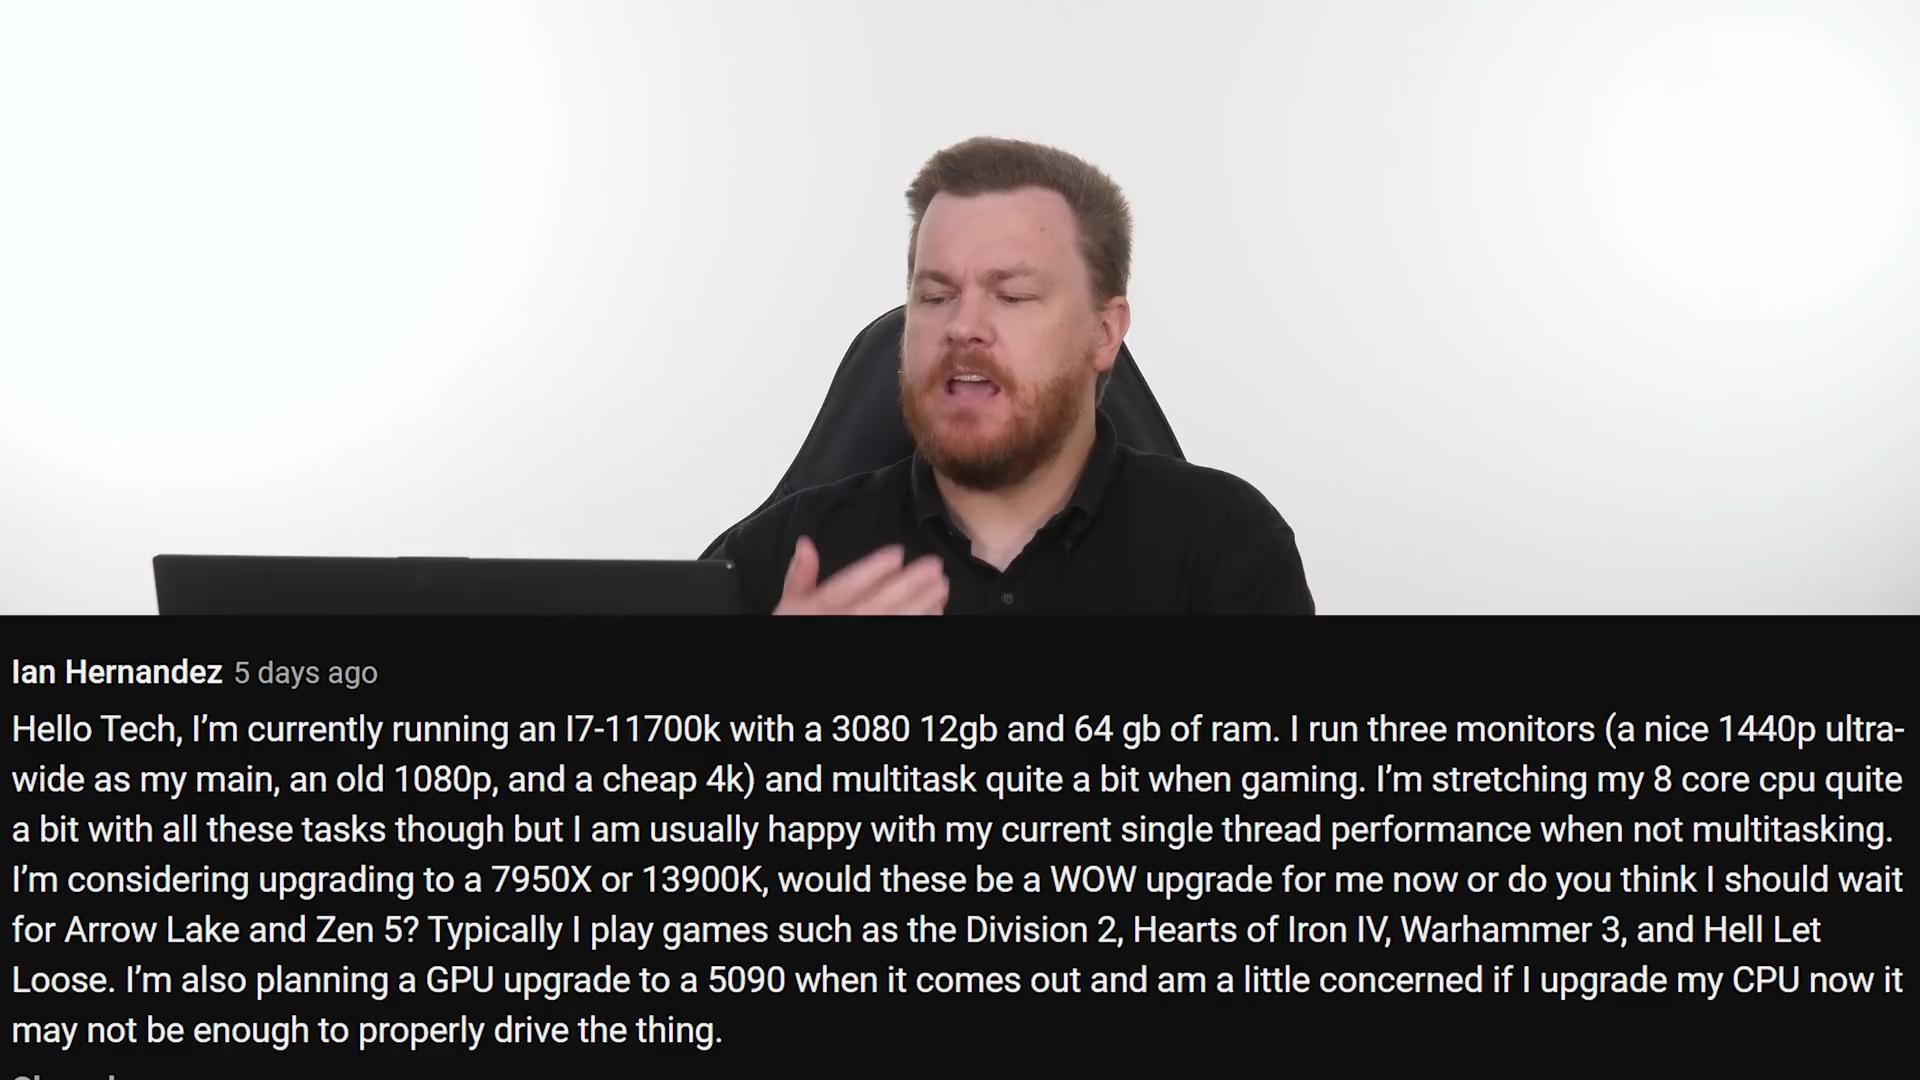 Ian Hernandez 5 days ago
Hello Tech, I’m currently running an I7-11700k with a 3080 12gb and 64 gb of ram. I run three monitors (a nice 1440p ultra-
wide as my main, an old 1080p, and a cheap 4k) and multitask quite a bit when gaming. I’m stretching my 8 core cpu quite
a bit with all these tasks though but I am usually happy with my current single thread performance when not multitasking.
I’m considering upgrading to a 7950X or 13900K, would these be a WOW upgrade for me now or do you think I should wait
for Arrow Lake and Zen 5? Typically I play games such as the Division 2, Hearts of Iron IV, Warhammer 3, and Hell Let
Loose. I’m also planning a GPU upgrade to a 5090 when it comes out and am a little concerned if I upgrade my CPU now it
may not be enough to properly drive the thing.